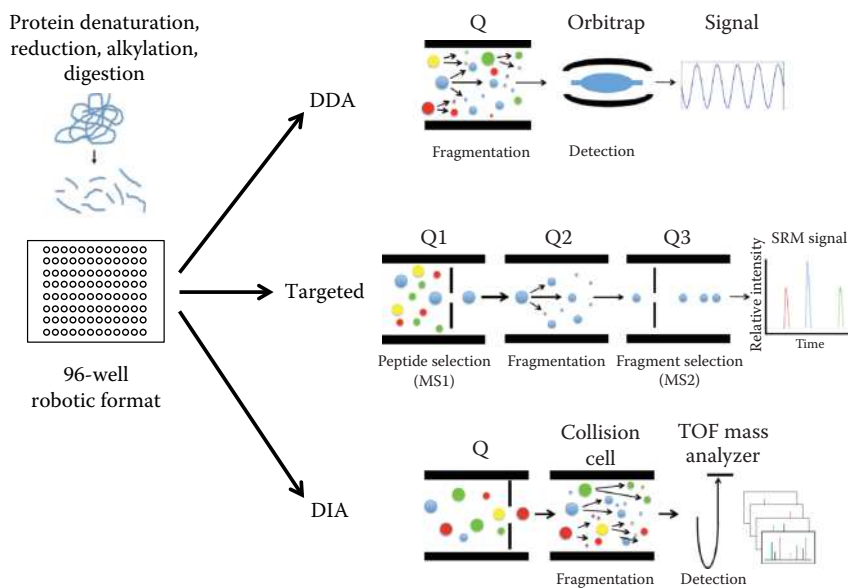 Protein denaturation,
reduction, alkylation,
digestion
96-well
robotic format
DDA
Q
Orbitrap
Signal
Fragmentation
Detection
Targeted
Q1
Q2
Q3
SRM signal
Relative intensity
Time
Peptide selection
(MS1)
Fragmentation
Fragment selection
(MS2)
DIA
Q
Collision
cell
TOF mass
analyzer
Fragmentation
Detection